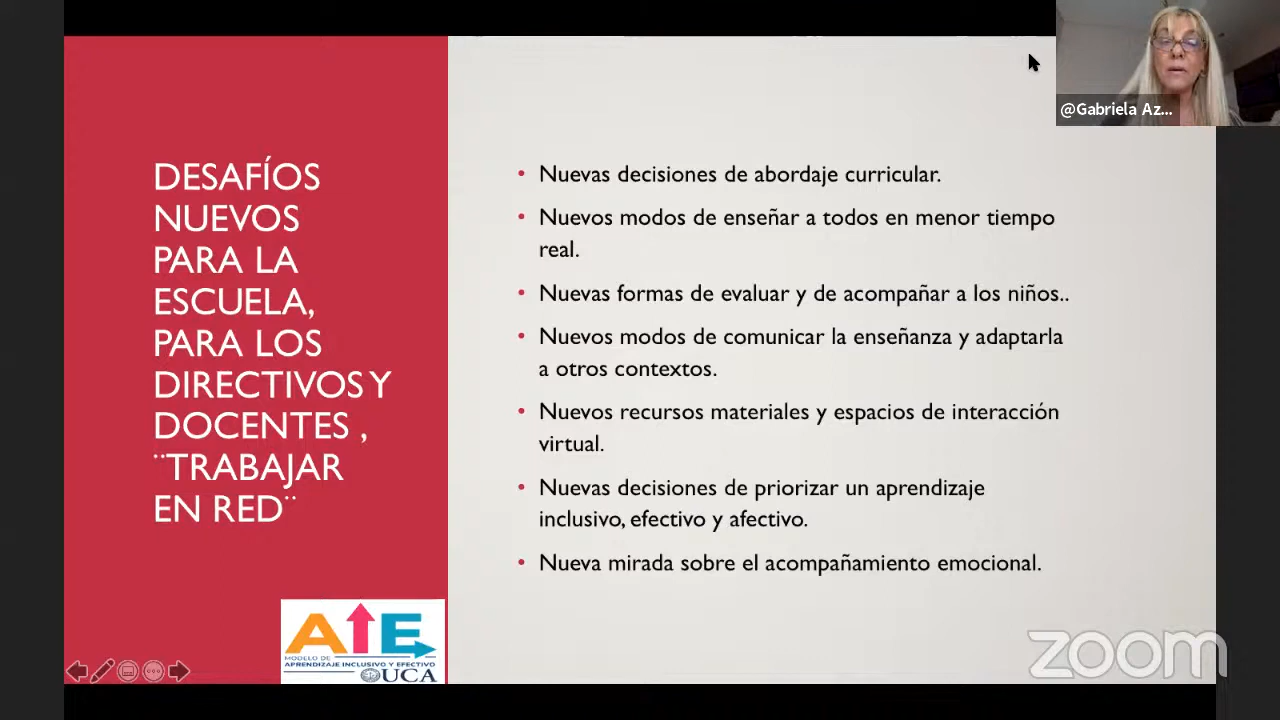 @Gabriela Az...
DESAFÍOS
NUEVOS
PARA LA
ESCUELA,
PARA LOS
DIRECTIVOS Y
DOCENTES ,
¨TRABAJAR
EN RED¨
• Nuevas decisiones de abordaje curricular.
• Nuevos modos de enseñar a todos en menor tiempo
real.
• Nuevas formas de evaluar y de acompañar a los niños..
• Nuevos modos de comunicar la enseñanza y adaptarla
a otros contextos.
• Nuevos recursos materiales y espacios de interacción
virtual.
• Nuevas decisiones de priorizar un aprendizaje
inclusivo, efectivo y afectivo.
• Nueva mirada sobre el acompañamiento emocional.
AIE
MODELO DE
APRENDIZAJE INCLUSIVO Y EFECTIVO
UCA
zoom